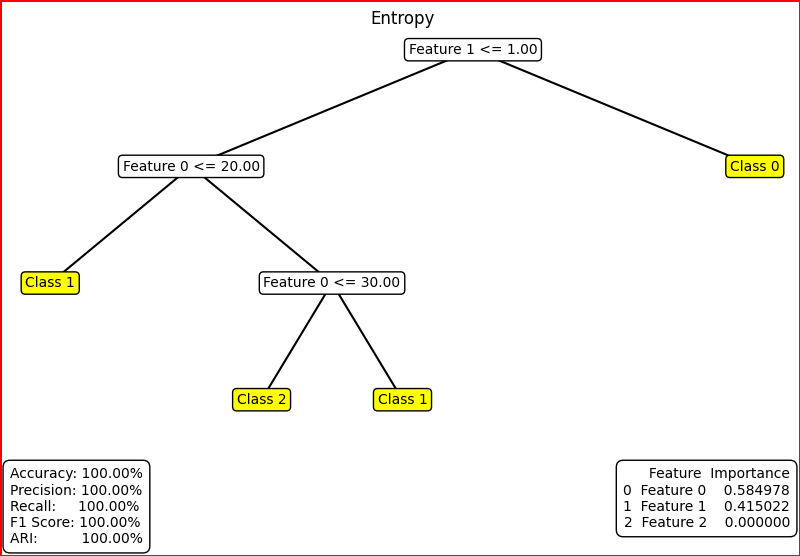 Entropy
Feature 1 <= 1.00
Feature 0 <= 20.00
Class 0
Class 1
Feature 0 <= 30.00
Class 2
Class 1
Accuracy: 100.00%
Precision: 100.00%
Recall: 100.00%
F1 Score: 100.00%
ARI: 100.00%
Feature Importance
0 Feature 0 0.584978
1 Feature 1 0.415022
2 Feature 2 0.000000